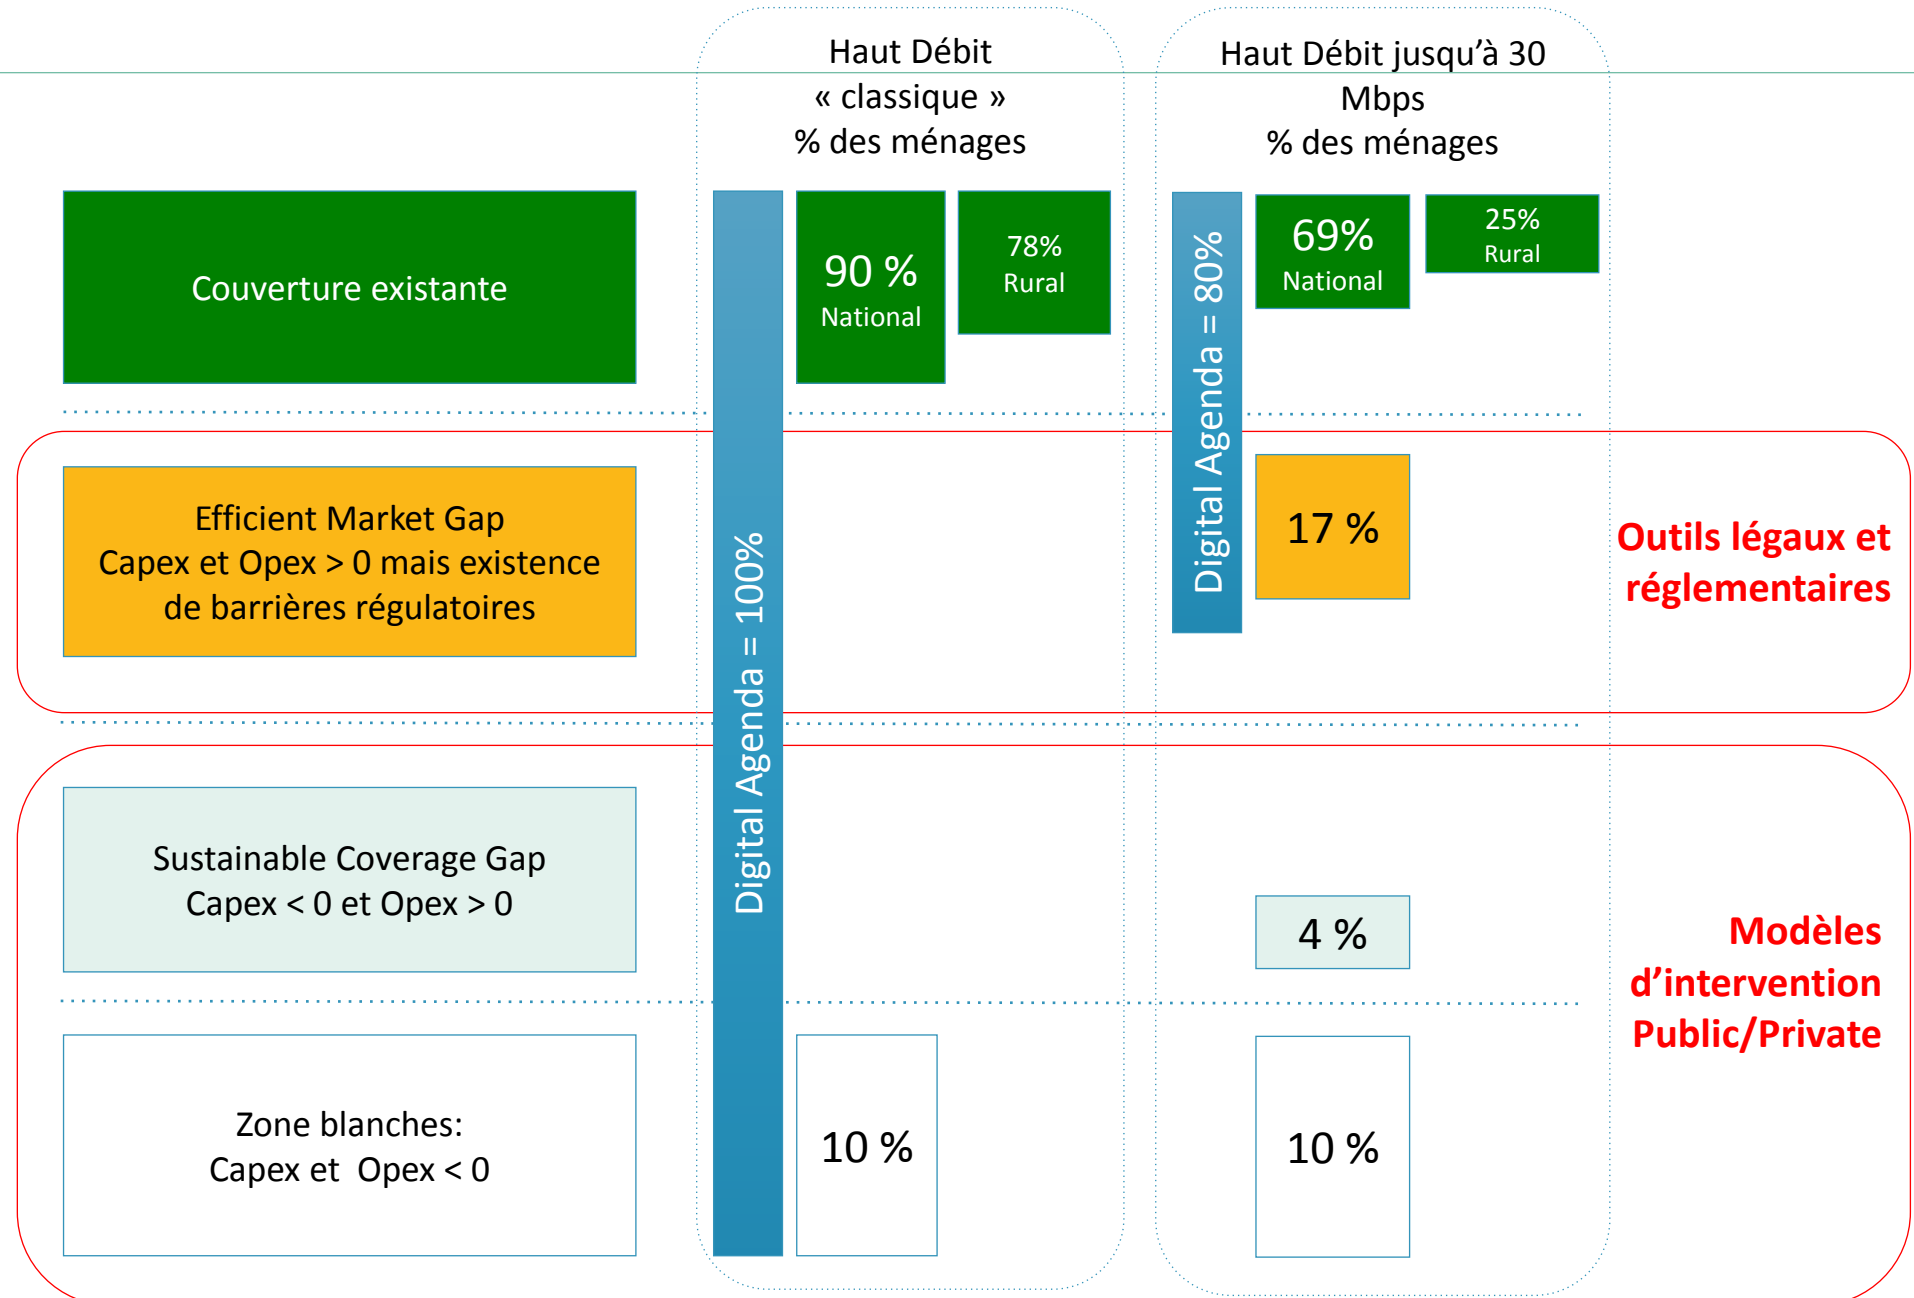 Haut Débit
« classique »
% des ménages
Haut Débit jusqu’à 30
Mbps
% des ménages
Couverture existante
Digital Agenda = 100%
90 %
National
78%
Rural
Digital Agenda = 80%
69%
National
25%
Rural
Efficient Market Gap
Capex et Opex > 0 mais existence
de barrières régulatoires
17 %
Outils légaux et
réglementaires
Sustainable Coverage Gap
Capex < 0 et Opex > 0
4 %
Modèles
d’intervention
Public/Private
Zone blanches:
Capex et  Opex < 0
10 %
10 %